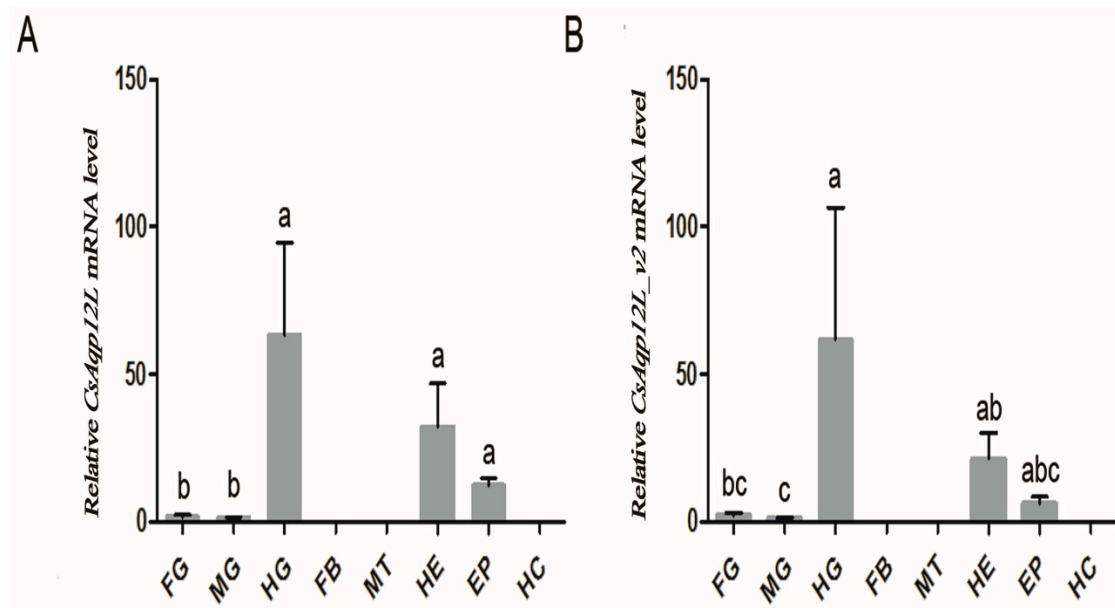 A
Relative CsAqp12L mRNA level
150
100
50
0
b
b
a
a
a
FG
MG
HG
FB
MT
HE
EP
HC
B
Relative CsAqp12L_v2 mRNA level
150
100
50
0
bc
c
a
ab
abc
FG
MG
HG
FB
MT
HE
EP
HC